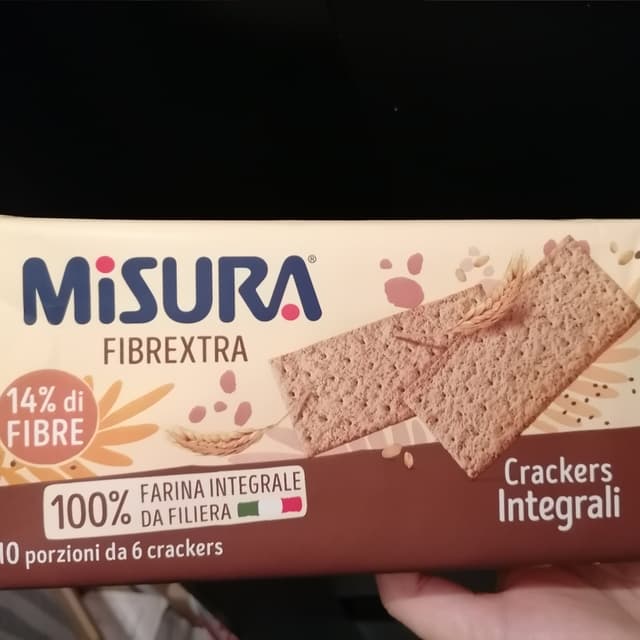 MiSURA®
FIBREXTRA
14% di
FIBRE
100% FARINA INTEGRALE
DA FILIERA
10 porzioni da 6 crackers
Crackers
Integrali